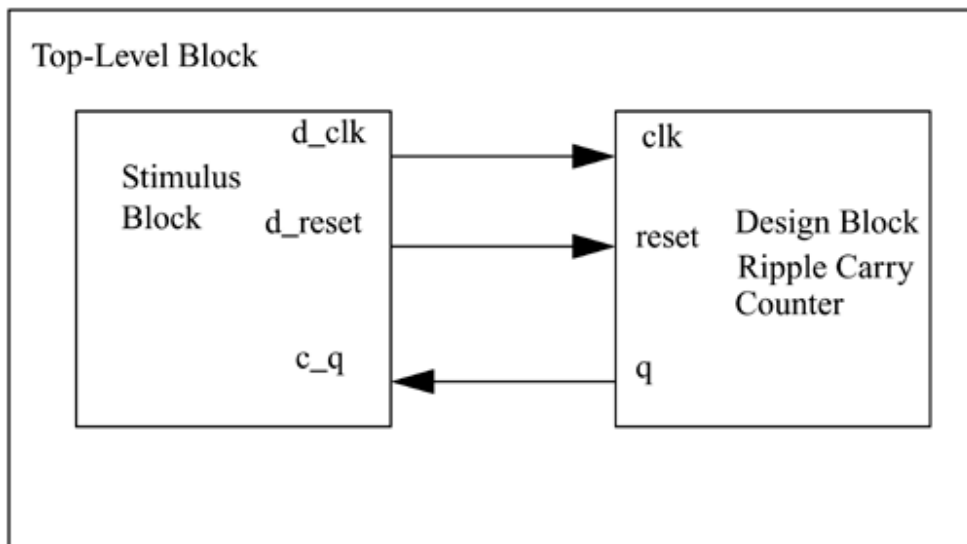 Top-Level Block
d_clk
Stimulus
Block
d_reset
c_q
clk
reset
Design Block
Ripple Carry
Counter
q